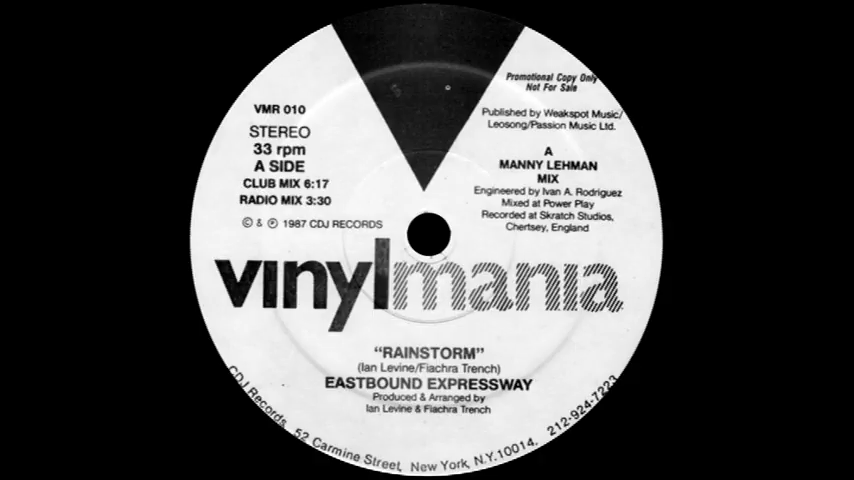 VMR 010
STEREO
33 rpm
A SIDE
CLUB MIX 6:17
RADIO MIX 3:30
© & ℗ 1987 CDJ RECORDS
Promotional Copy Only
Not For Sale
Published by Weakspot Music/
Leosong/Passion Music Ltd.
A
MANNY LEHMAN
MIX
Engineered by Ivan A. Rodriguez
Mixed at Power Play
Recorded at Skratch Studios,
Chertsey, England
vinylmania
“RAINSTORM”
(Ian Levine/Fiachra Trench)
EASTBOUND EXPRESSWAY
Produced & Arranged by
Ian Levine & Fiachra Trench
CDJ Records, 52 Carmine Street, New York, N.Y. 10014, 212-924-7223